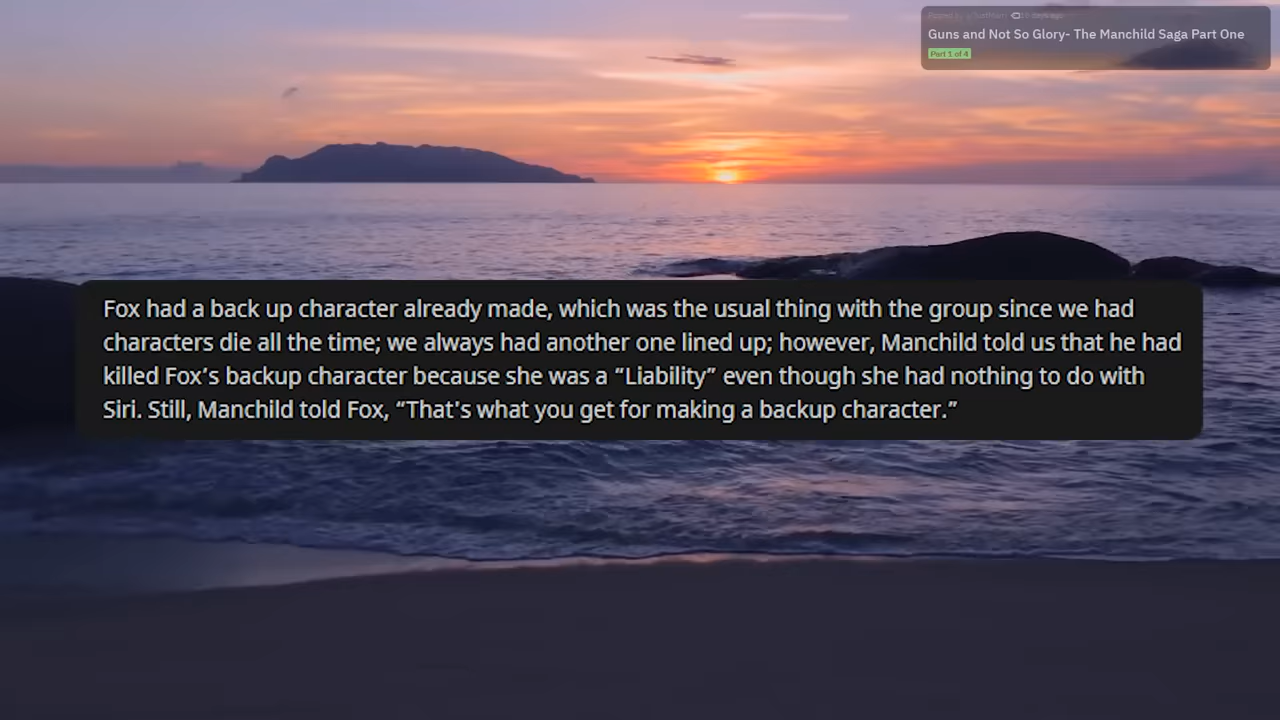 Guns and Not So Glory- The Manchild Saga Part One
Part 1 of 4
Fox had a back up character already made, which was the usual thing with the group since we had
characters die all the time; we always had another one lined up; however, Manchild told us that he had
killed Fox’s backup character because she was a “Liability” even though she had nothing to do with
Siri. Still, Manchild told Fox, “That's what you get for making a backup character.”